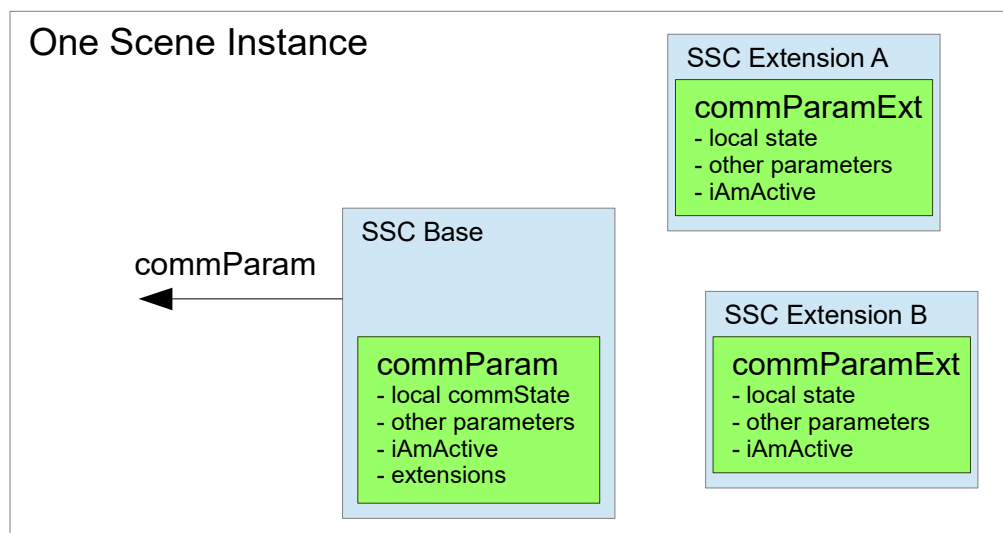 One Scene Instance
SSC Extension A
commParamExt
- local state
- other parameters
- iAmActive
SSC Base
commParam
commParam
- local commState
- other parameters
- iAmActive
- extensions
SSC Extension B
commParamExt
- local state
- other parameters
- iAmActive